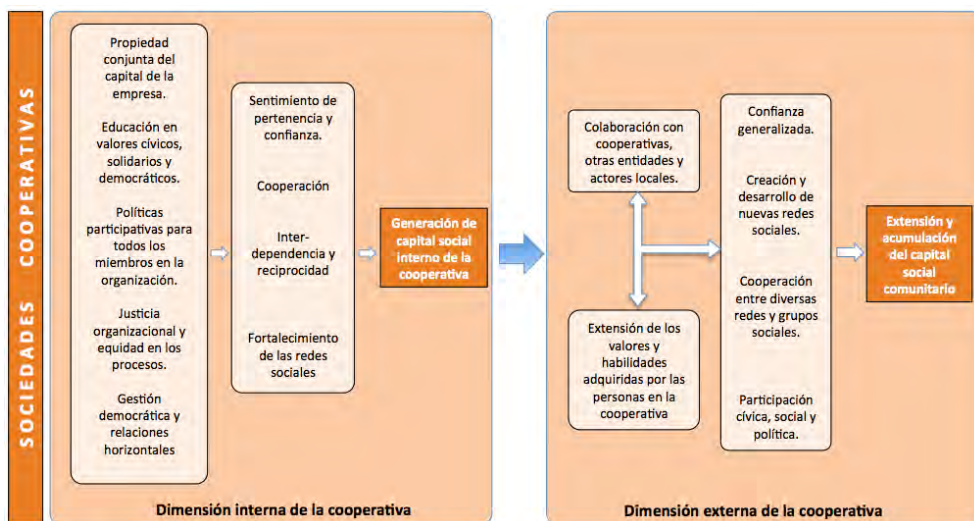 SOCIEDADES COOPERATIVAS
Propiedad
conjunta del
capital de la
empresa.
Educación en
valores cívicos,
solidarios y
democráticos.
Políticas
participativas para
todos los
miembros en la
organización.
Justicia
organizacional y
equidad en los
procesos.
Gestión
democrática y
relaciones
horizontales
Sentimiento de
pertenencia y
confianza.
Cooperación
Inter-
dependencia y
reciprocidad
Fortalecimiento
de las redes
sociales
Generación de
capital social
interno de la
cooperativa
Dimensión interna de la cooperativa
Colaboración con
cooperativas,
otras entidades y
actores locales.
Extensión de los
valores y
habilidades
adquiridas por las
personas en la
cooperativa
Confianza
generalizada.
Creación y
desarrollo de
nuevas redes
sociales.
Cooperación
entre diversas
redes y grupos
sociales.
Participación
cívica, social y
política.
Extensión y
acumulación
del capital
social
comunitario
Dimensión externa de la cooperativa